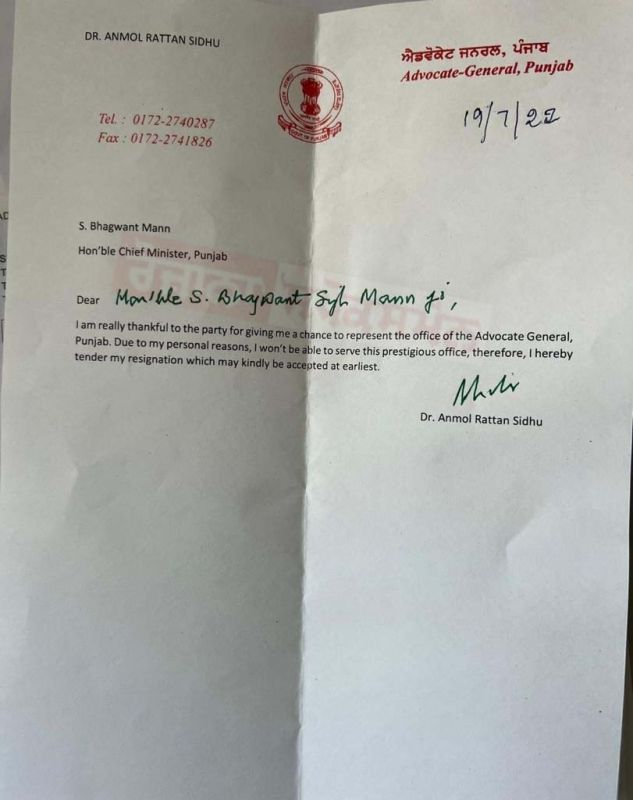 DR. ANMOL RATTAN SIDHU
ਐਡਵੋਕੇਟ ਜਨਰਲ, ਪੰਜਾਬ
Advocate-General, Punjab
19/7/22
Tel. : 0172-2740287
Fax : 0172-2741826
S. Bhagwant Mann
Hon'ble Chief Minister, Punjab
Dear Hon'ble S. Bhagwant Singh Mann ji,
I am really thankful to the party for giving me a chance to represent the office of the Advocate General,
Punjab. Due to my personal reasons, I won't be able to serve this prestigious office, therefore, I hereby
tender my resignation which may kindly be accepted at earliest.
Dr. Anmol Rattan Sidhu